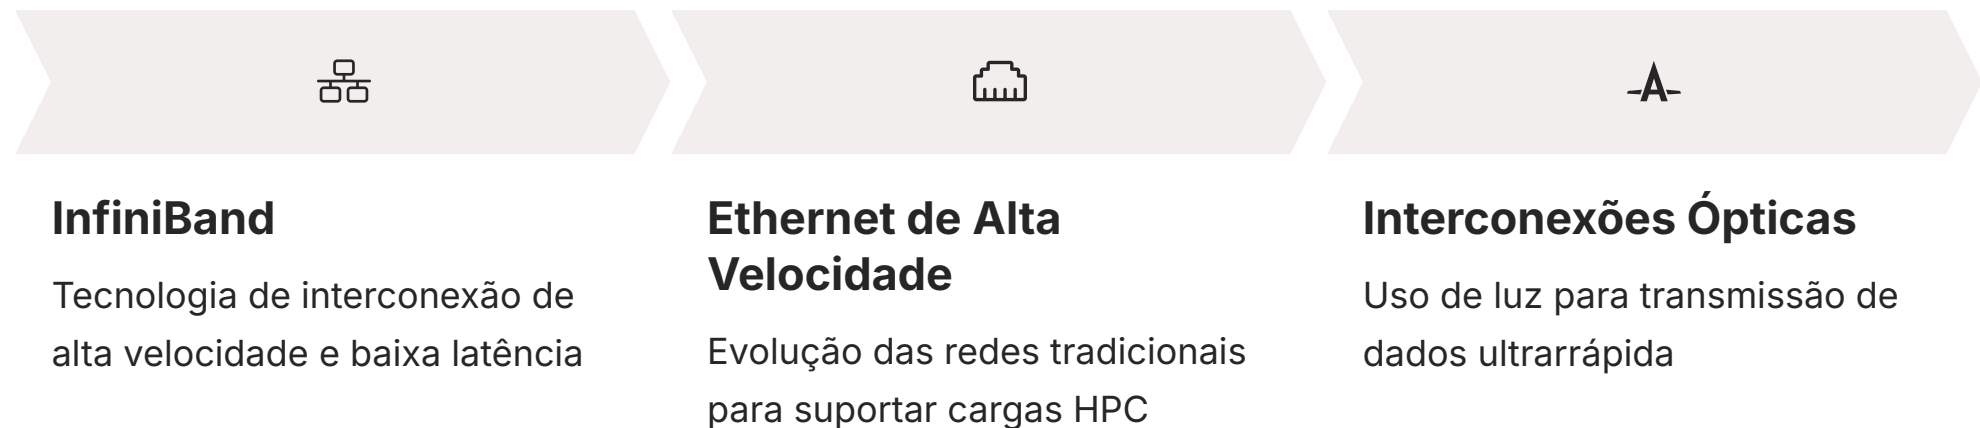 InfiniBand
Tecnologia de interconexão de
alta velocidade e baixa latência
Ethernet de Alta
Velocidade
Evolução das redes tradicionais
para suportar cargas HPC
Interconexões Ópticas
Uso de luz para transmissão de
dados ultrarrápida